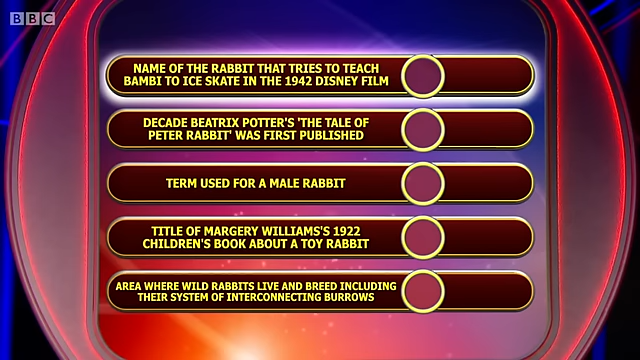 BBC
NAME OF THE RABBIT THAT TRIES TO TEACH
BAMBI TO ICE SKATE IN THE 1942 DISNEY FILM
DECADE BEATRIX POTTER'S 'THE TALE OF
PETER RABBIT' WAS FIRST PUBLISHED
TERM USED FOR A MALE RABBIT
TITLE OF MARGERY WILLIAMS'S 1922
CHILDREN'S BOOK ABOUT A TOY RABBIT
AREA WHERE WILD RABBITS LIVE AND BREED INCLUDING
THEIR SYSTEM OF INTERCONNECTING BURROWS